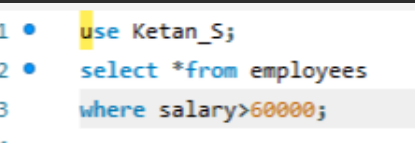 1 use Ketan_S;
2 select *from employees
3 where salary>60000;